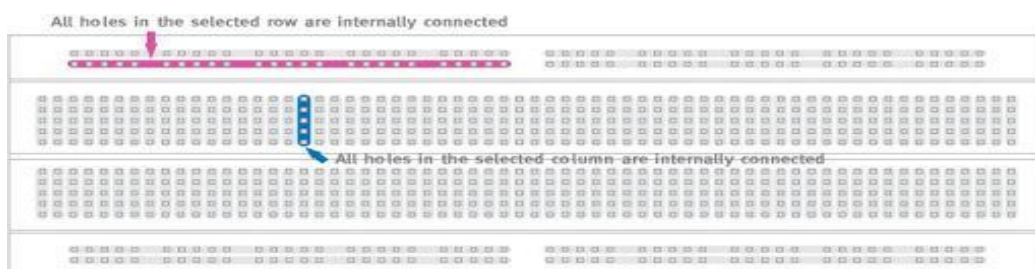 All holes in the selected row are internally connected
All holes in the selected column are internally connected